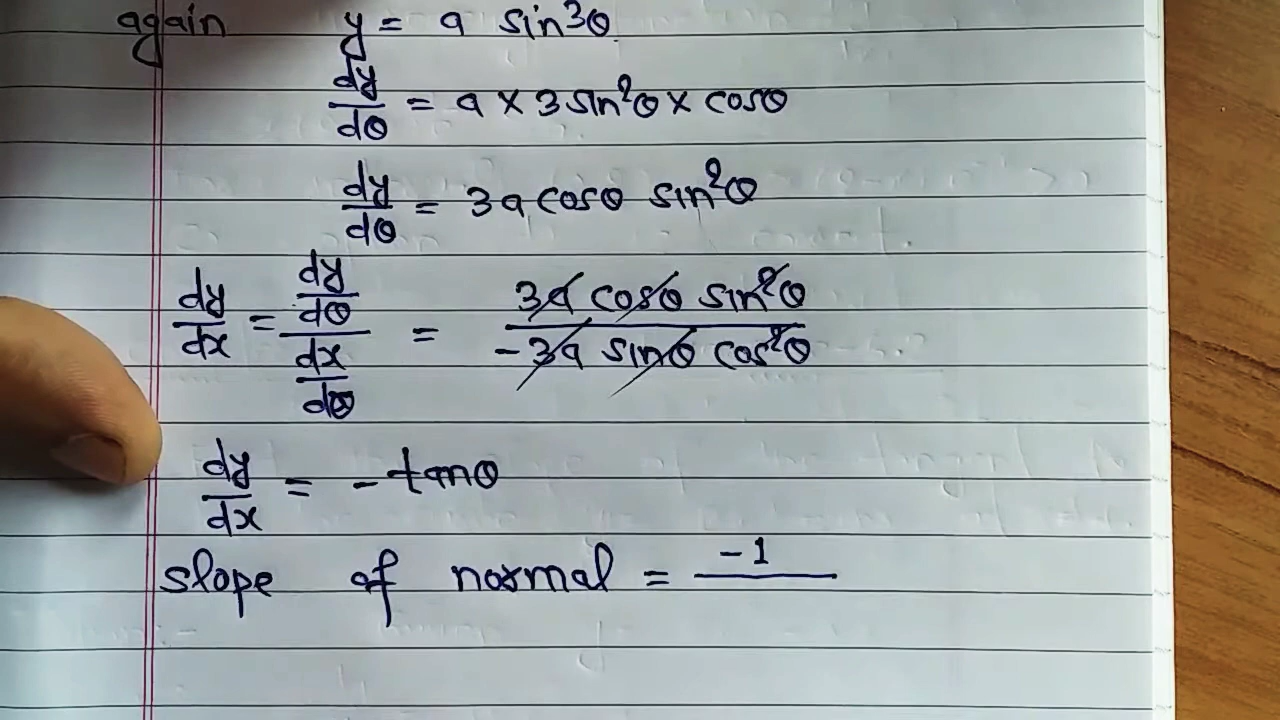 again y = a sin³θ
dy/dθ = a × 3 sin²θ × cosθ
dy/dθ = 3a cosθ sin²θ
dy/dx = (dy/dθ)/(dx/dθ) = (3a cosθ sin²θ)/(-3a sinθ cos²θ)
dy/dx = -tanθ
slope of normal = -1/